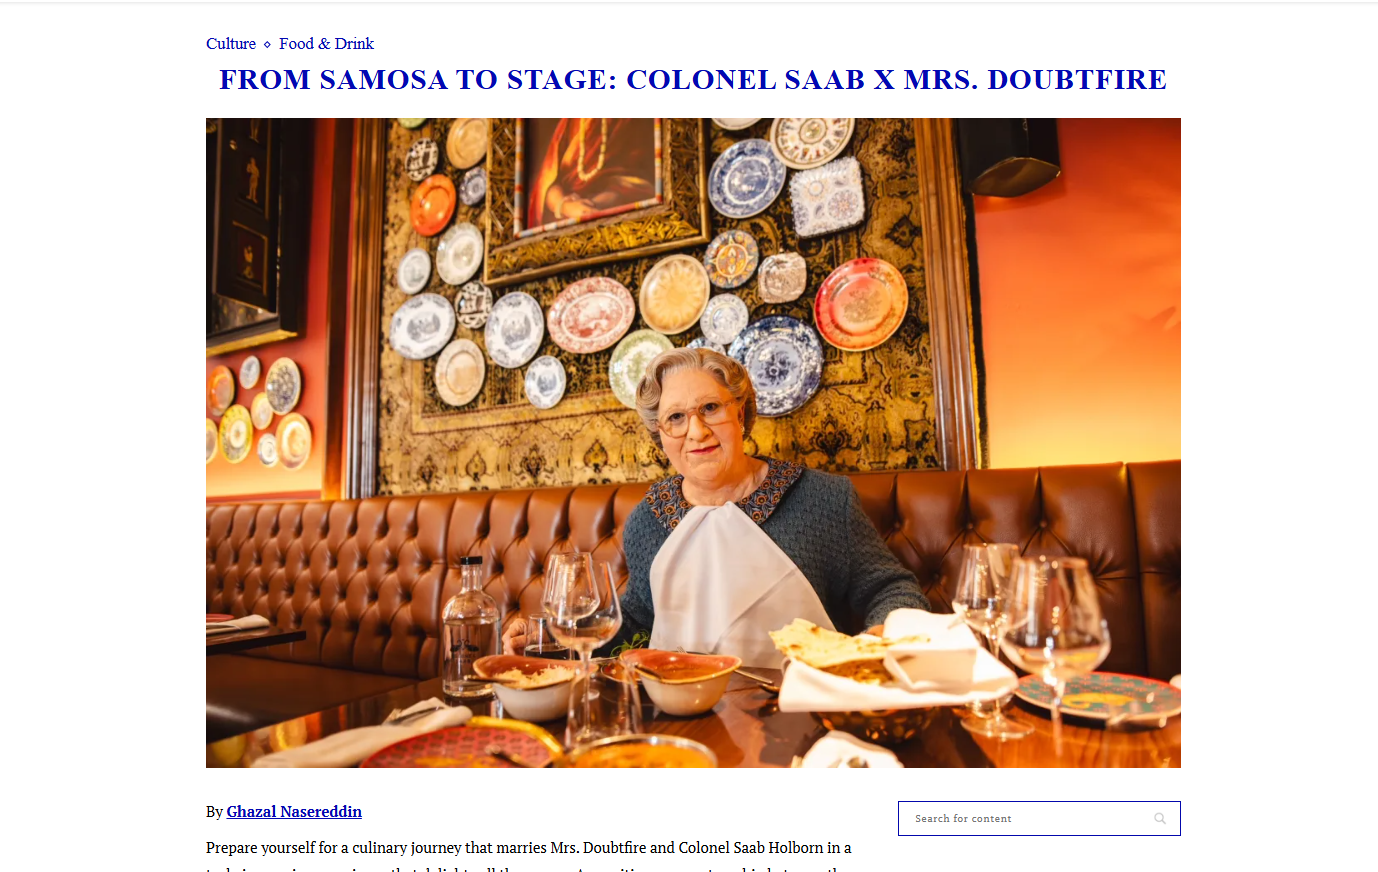 Culture ⋄ Food & Drink
FROM SAMOSA TO STAGE: COLONEL SAAB X MRS. DOUBTFIRE
By Ghazal Nasereddin
Search for content
Prepare yourself for a culinary journey that marries Mrs. Doubtfire and Colonel Saab Holborn in a